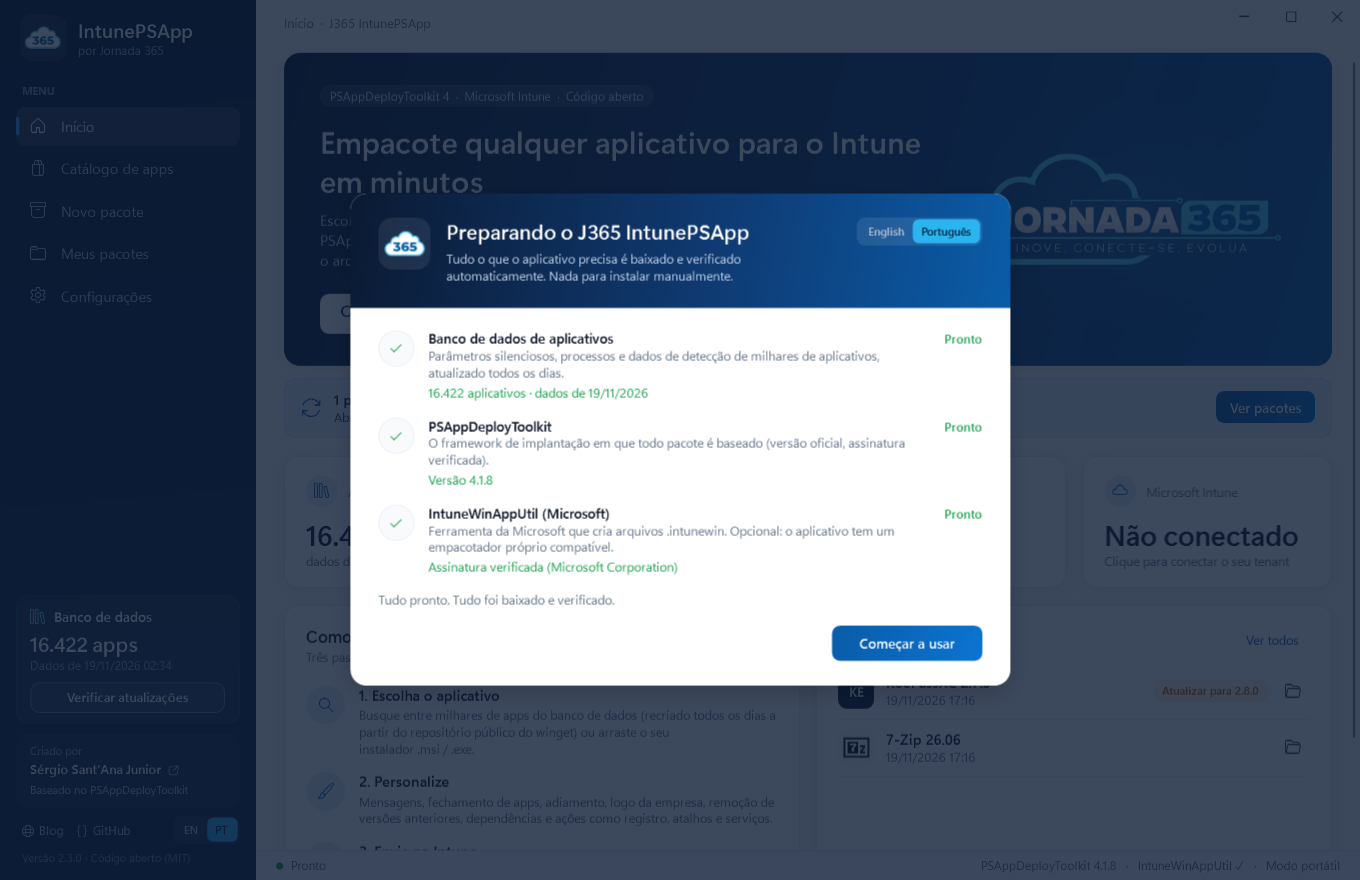 365
IntunePSApp
por Jornada 365
MENU
Início
Catálogo de apps
Novo pacote
Meus pacotes
Configurações
Banco de dados
16.422 apps
Dados de 19/11/2026 02:34
Verificar atualizações
Criado por
Sérgio Sant'Ana Junior
Baseado no PSAppDeployToolkit
Blog
{} GitHub
EN
PT
Versão 2.3.0 · Código aberto (MIT)
Início - J365 IntunePSApp
PSAppDeployToolkit 4 · Microsoft Intune · Código aberto
Empacote qualquer aplicativo para o Intune
em minutos
ORNADA 365
INOVE, CONECTE-SE, EVOLUA
365
Preparando o J365 IntunePSApp
Tudo o que o aplicativo precisa é baixado e verificado
automaticamente. Nada para instalar manualmente.
English
Português
Banco de dados de aplicativos
Pronto
Parâmetros silenciosos, processos e dados de detecção de milhares de aplicativos,
atualizado todos os dias.
16.422 aplicativos · dados de 19/11/2026
PSAppDeployToolkit
Pronto
O framework de implantação em que todo pacote é baseado (versão oficial, assinatura
verificada).
Versão 4.1.8
IntuneWinAppUtil (Microsoft)
Pronto
Ferramenta da Microsoft que cria arquivos .intunewin. Opcional: o aplicativo tem um
empacotador próprio compatível.
Assinatura verificada (Microsoft Corporation)
Tudo pronto. Tudo foi baixado e verificado.
Começar a usar
Ver pacotes
16.4
dados d
Microsoft Intune
Não conectado
Clique para conectar o seu tenant
Como
Três pas
1. Escolha o aplicativo
Busque entre milhares de apps do banco de dados (recriado todos os dias a
partir do repositório público do winget) ou arraste o seu
instalador .msi / .exe.
2. Personalize
Mensagens, fechamento de apps, adiamento, logo da empresa, remoção de
versões anteriores, dependências e ações como registro, atalhos e serviços.
Ver todos
KE
19/11/2026 17:16
Atualizar para 2.8.0
7z
7-Zip 26.06
19/11/2026 17:16
Pronto
PSAppDeployToolkit 4.1.8 · IntuneWinAppUtil ✓ · Modo portátil